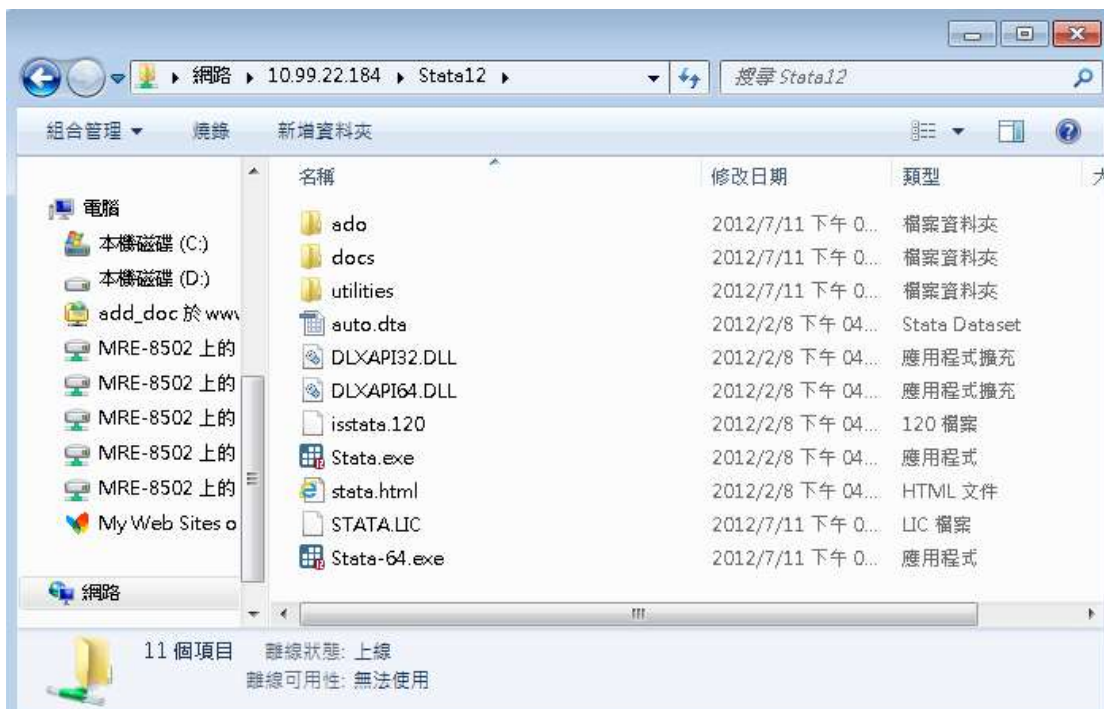 網路 10.99.22.184 Stata12 搜尋 Stata12
組合管理 燒錄 新增資料夾
名稱 修改日期 類型 大
電腦
本機磁碟 (C:)
本機磁碟 (D:)
add_doc 於 www
MRE-8502 上的
MRE-8502 上的
MRE-8502 上的
MRE-8502 上的
MRE-8502 上的
My Web Sites o
網路
ado 2012/7/11 下午 0... 檔案資料夾
docs 2012/7/11 下午 0... 檔案資料夾
utilities 2012/7/11 下午 0... 檔案資料夾
auto.dta 2012/2/8 下午 04... Stata Dataset
DLXAPI32.DLL 2012/2/8 下午 04... 應用程式擴充
DLXAPI64.DLL 2012/2/8 下午 04... 應用程式擴充
isstata.120 2012/2/8 下午 04... 120 檔案
Stata.exe 2012/2/8 下午 04... 應用程式
stata.html 2012/2/8 下午 04... HTML 文件
STATA.LIC 2012/7/11 下午 0... LIC 檔案
Stata-64.exe 2012/7/11 下午 0... 應用程式
11 個項目 離線狀態: 上線
離線可用性: 無法使用